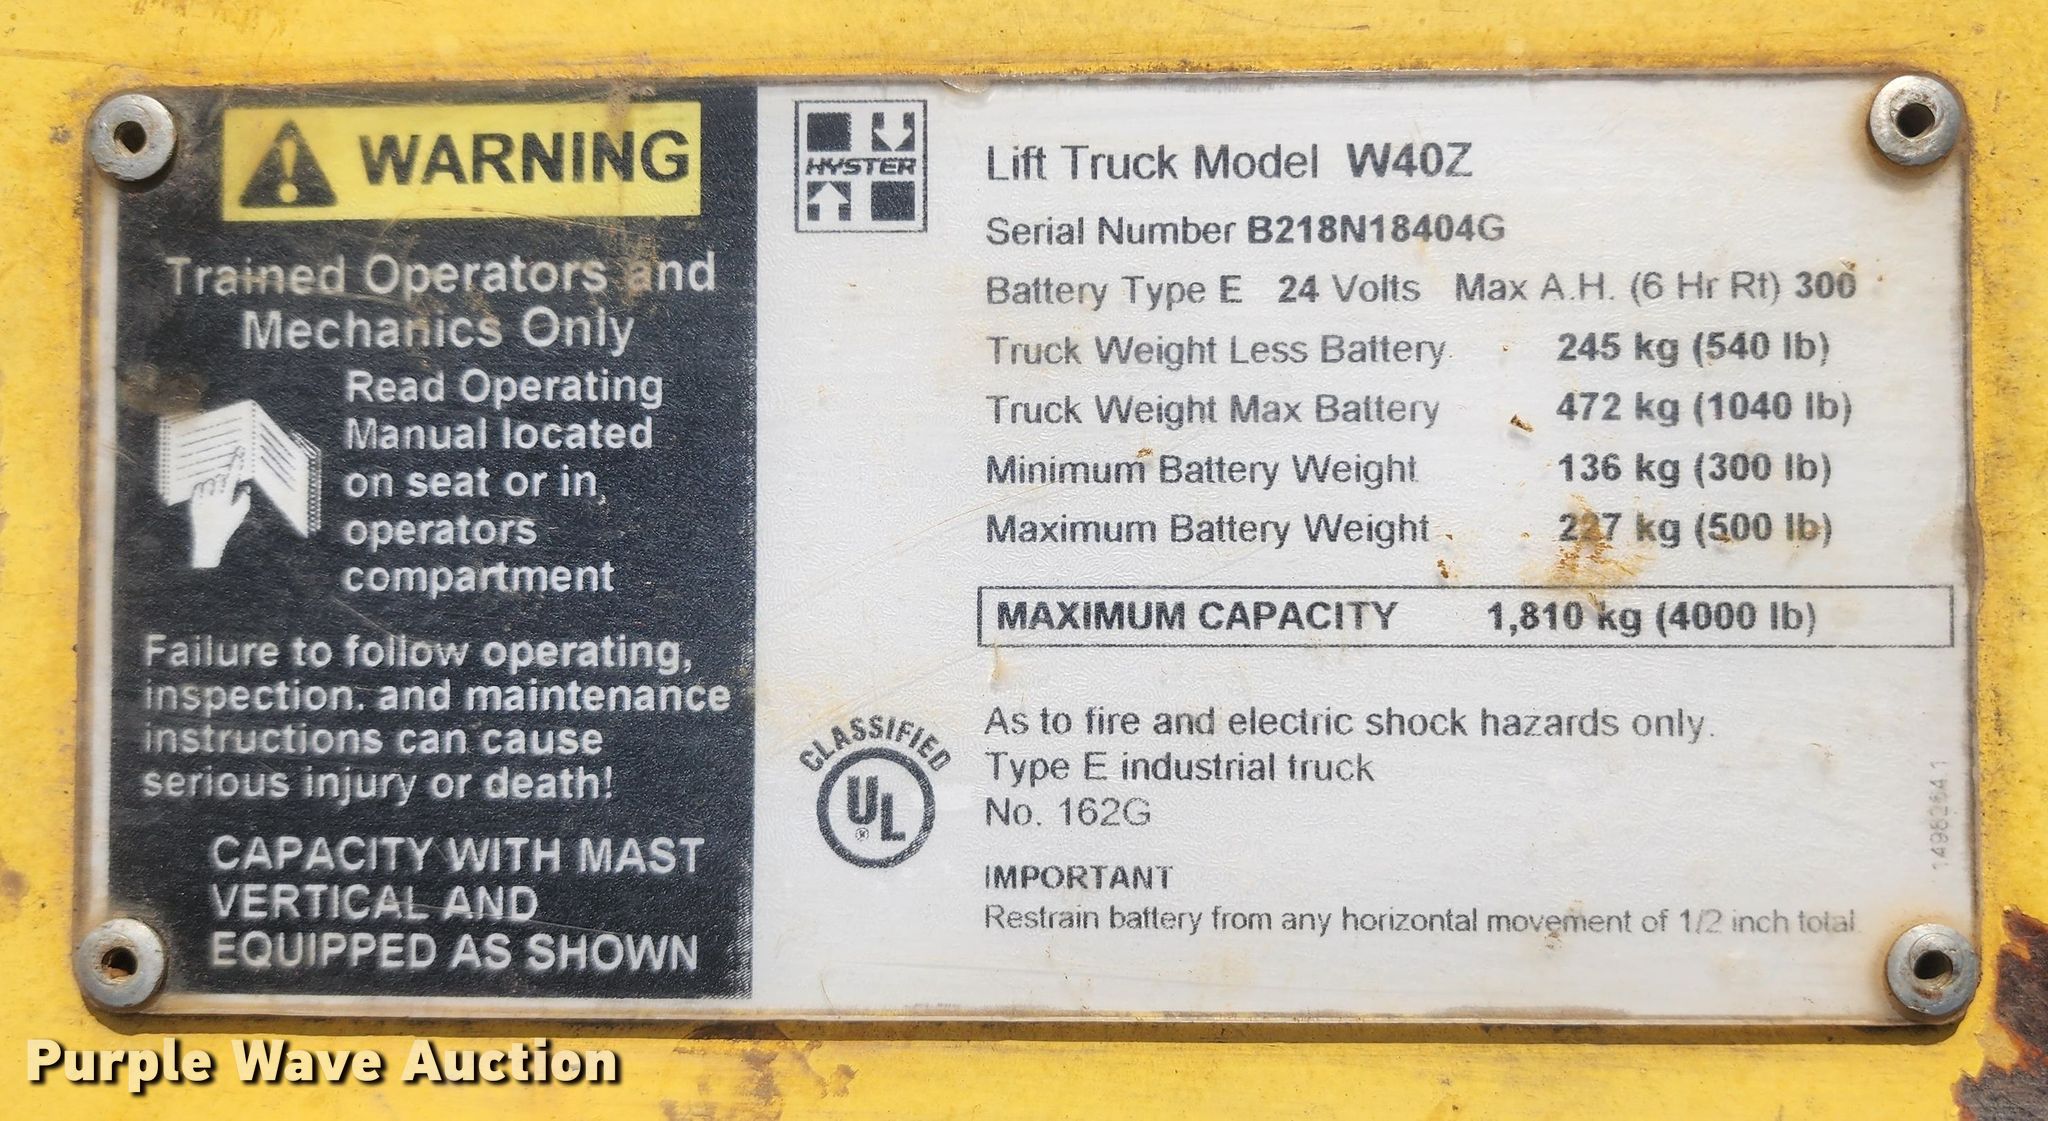 WARNING
Trained Operators and
Mechanics Only
Read Operating
Manual located
on seat or in
operators
compartment
Failure to follow operating,
inspection. and maintenance
instructions can cause
serious injury or death!
CAPACITY WITH MAST
VERTICAL AND
EQUIPPED AS SHOWN
HYSTER
Lift Truck Model W40Z
Serial Number B218N18404G
Battery Type E 24 Volts Max A.H. (6 Hr Rt) 300
Truck Weight Less Battery 245 kg (540 lb)
Truck Weight Max Battery 472 kg (1040 lb)
Minimum Battery Weight 136 kg (300 lb)
Maximum Battery Weight 227 kg (500 lb)
MAXIMUM CAPACITY 1,810 kg (4000 lb)
CLASSIFIED
UL ®
As to fire and electric shock hazards only.
Type E industrial truck
No. 162G
IMPORTANT
Restrain battery from any horizontal movement of 1/2 inch total
Purple Wave Auction